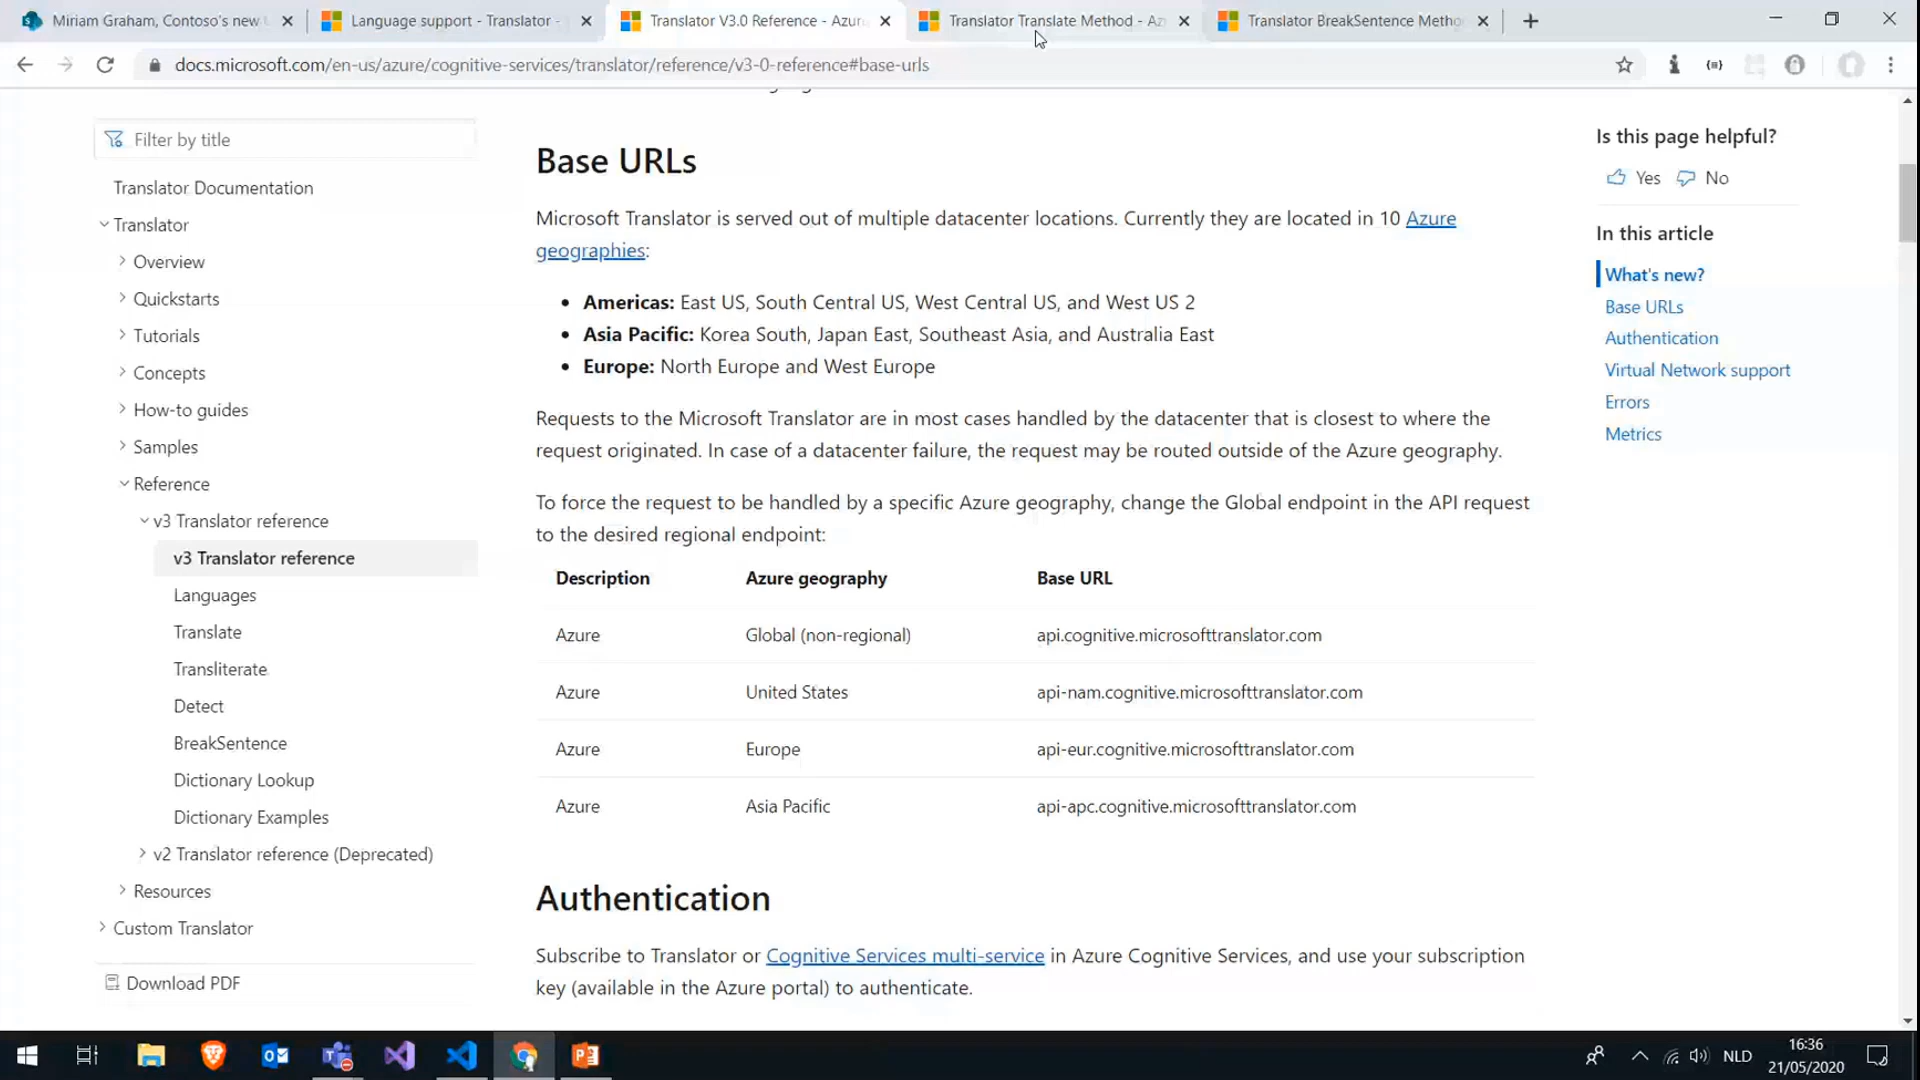 Miriam Graham, Contoso's new
Language support - Translator -
Translator V3.0 Reference - Azur
Translator Translate Method - Az
Translator BreakSentence Metho
docs.microsoft.com/en-us/azure/cognitive-services/translator/reference/v3-0-reference#base-urls
Filter by title
Translator Documentation
Translator
Overview
Quickstarts
Tutorials
Concepts
How-to guides
Samples
Reference
v3 Translator reference
v3 Translator reference
Languages
Translate
Transliterate
Detect
BreakSentence
Dictionary Lookup
Dictionary Examples
v2 Translator reference (Deprecated)
Resources
Custom Translator
Download PDF
Base URLs
Microsoft Translator is served out of multiple datacenter locations. Currently they are located in 10 Azure
geographies:
• Americas: East US, South Central US, West Central US, and West US 2
• Asia Pacific: Korea South, Japan East, Southeast Asia, and Australia East
• Europe: North Europe and West Europe
Requests to the Microsoft Translator are in most cases handled by the datacenter that is closest to where the
request originated. In case of a datacenter failure, the request may be routed outside of the Azure geography.
To force the request to be handled by a specific Azure geography, change the Global endpoint in the API request
to the desired regional endpoint:
Description Azure geography Base URL
Azure Global (non-regional) api.cognitive.microsofttranslator.com
Azure United States api-nam.cognitive.microsofttranslator.com
Azure Europe api-eur.cognitive.microsofttranslator.com
Azure Asia Pacific api-apc.cognitive.microsofttranslator.com
Authentication
Subscribe to Translator or Cognitive Services multi-service in Azure Cognitive Services, and use your subscription
key (available in the Azure portal) to authenticate.
Is this page helpful?
Yes No
In this article
What's new?
Base URLs
Authentication
Virtual Network support
Errors
Metrics
NLD
16:36
21/05/2020